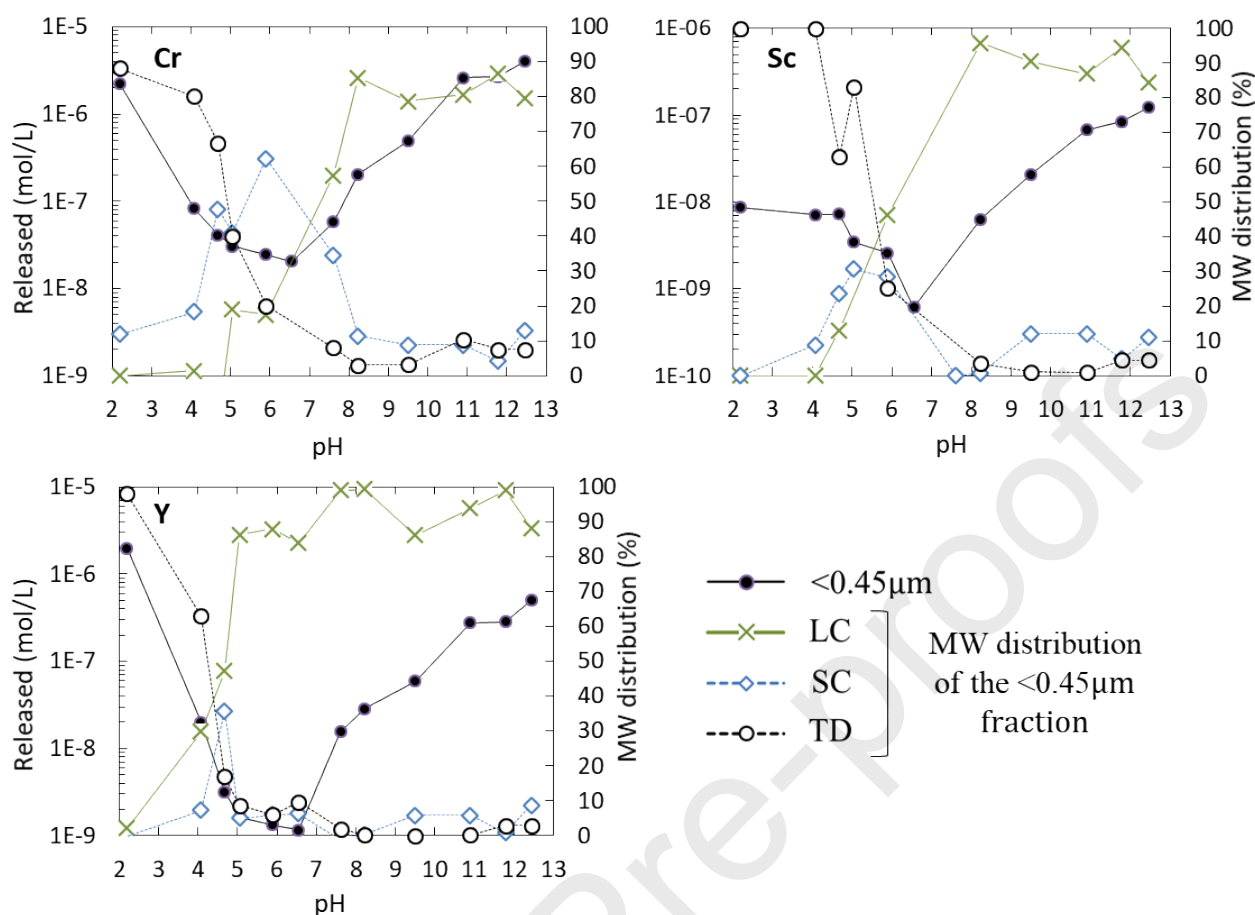 Cr
Released (mol/L)
1E-5
1E-6
1E-7
1E-8
1E-9
100
90
80
70
60
50
40
30
20
10
0
2 3 4 5 6 7 8 9 10 11 12 13
pH
Sc
1E-06
1E-07
1E-08
1E-09
1E-10
100
90
80
70
60
50
40
30
20
10
0
MW distribution (%)
2 3 4 5 6 7 8 9 10 11 12 13
pH
Y
Released (mol/L)
1E-5
1E-6
1E-7
1E-8
1E-9
100
90
80
70
60
50
40
30
20
10
0
MW distribution (%)
2 3 4 5 6 7 8 9 10 11 12 13
pH
<0.45µm
LC
SC
TD
MW distribution
of the <0.45µm
fraction
Pre-proofs